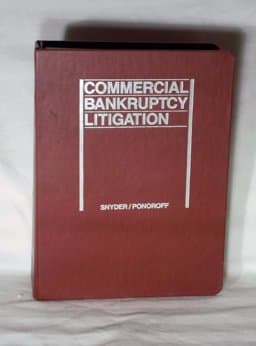 COMMERCIAL
BANKRUPTCY
LITIGATION
SNYDER / PONOROFF